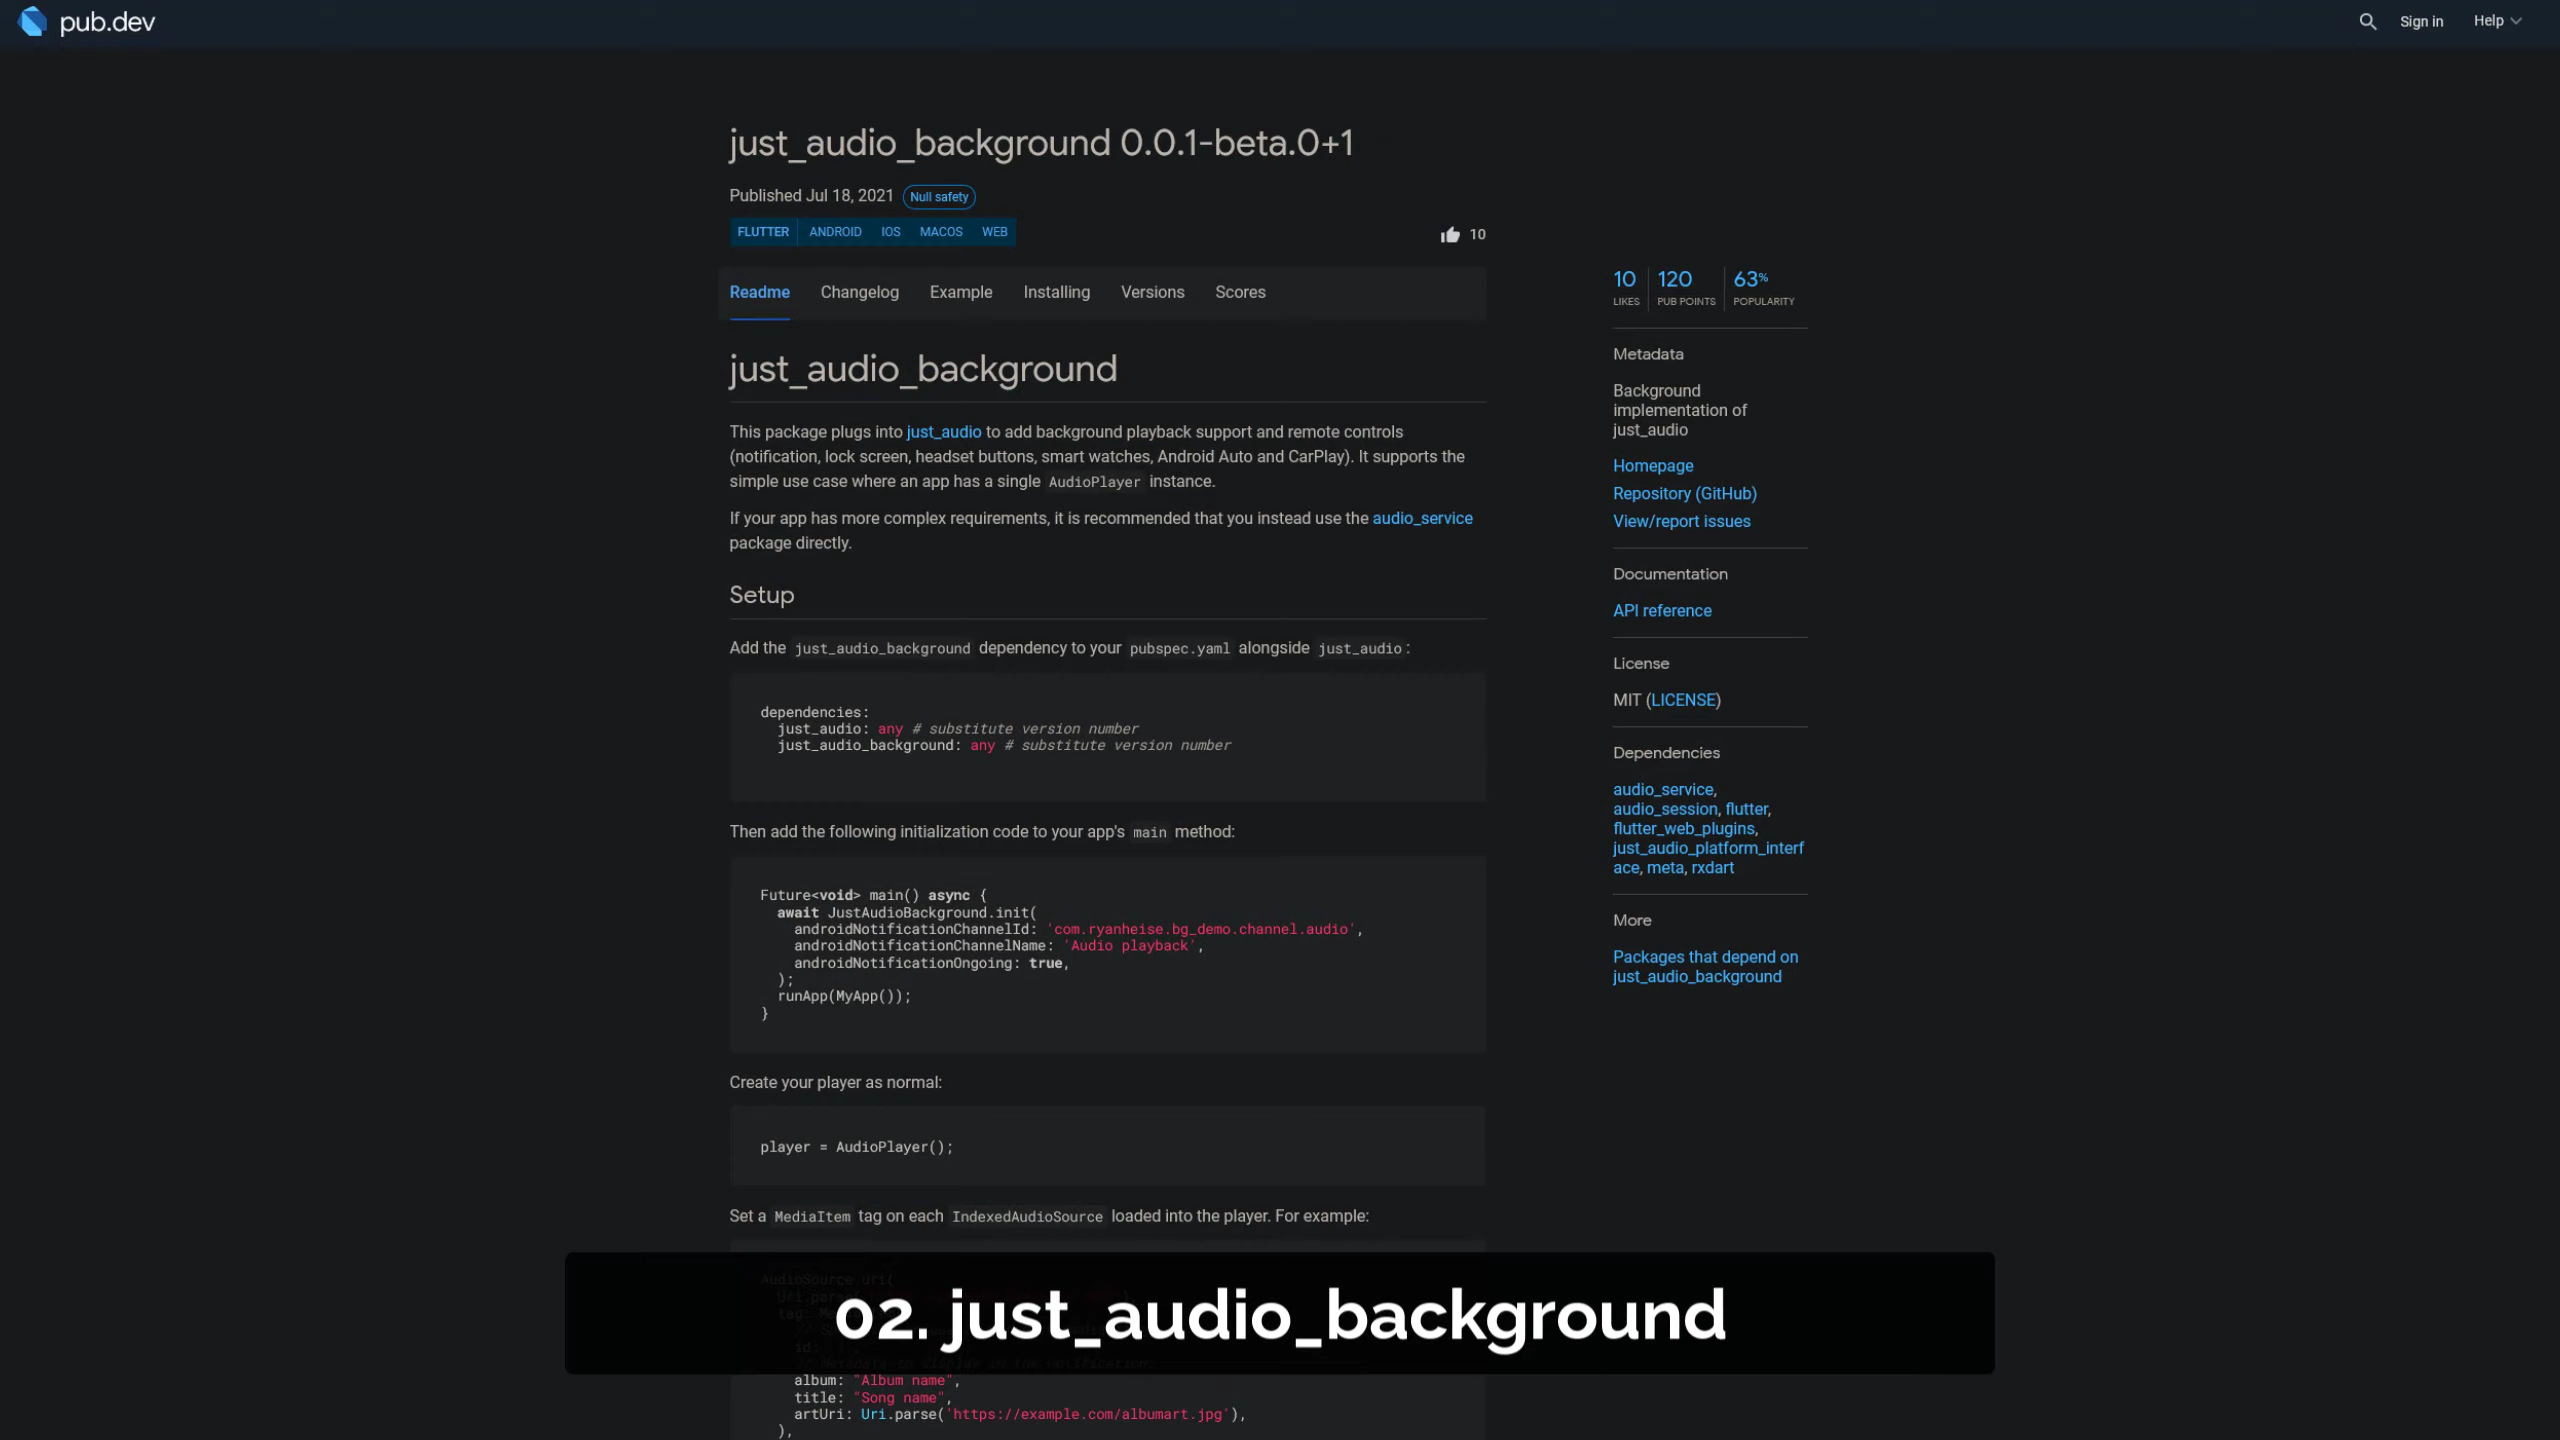 pub.dev
Sign in
Help
just_audio_background 0.0.1-beta.0+1
Published Jul 18, 2021 Null safety
FLUTTER ANDROID IOS MACOS WEB
10
Readme Changelog Example Installing Versions Scores
just_audio_background
This package plugs into just_audio to add background playback support and remote controls
(notification, lock screen, headset buttons, smart watches, Android Auto and CarPlay). It supports the
simple use case where an app has a single AudioPlayer instance.
If your app has more complex requirements, it is recommended that you instead use the audio_service
package directly.
Setup
Add the just_audio_background dependency to your pubspec.yaml alongside just_audio :
dependencies:
just_audio: any # substitute version number
just_audio_background: any # substitute version number
Then add the following initialization code to your app's main method:
Future<void> main() async {
await JustAudioBackground.init(
androidNotificationChannelId: 'com.ryanheise.bg_demo.channel.audio',
androidNotificationChannelName: 'Audio playback',
androidNotificationOngoing: true,
);
runApp(MyApp());
}
Create your player as normal:
player = AudioPlayer();
Set a MediaItem tag on each IndexedAudioSource loaded into the player. For example:
AudioSource.uri(
album: "Album name",
title: "Song name",
artUri: Uri.parse('https://example.com/albumart.jpg'),
),
10 120 63%
LIKES PUB POINTS POPULARITY
Metadata
Background
implementation of
just_audio
Homepage
Repository (GitHub)
View/report issues
Documentation
API reference
License
MIT (LICENSE)
Dependencies
audio_service,
audio_session, flutter,
flutter_web_plugins,
just_audio_platform_interf
ace, meta, rxdart
More
Packages that depend on
just_audio_background
02. just_audio_background